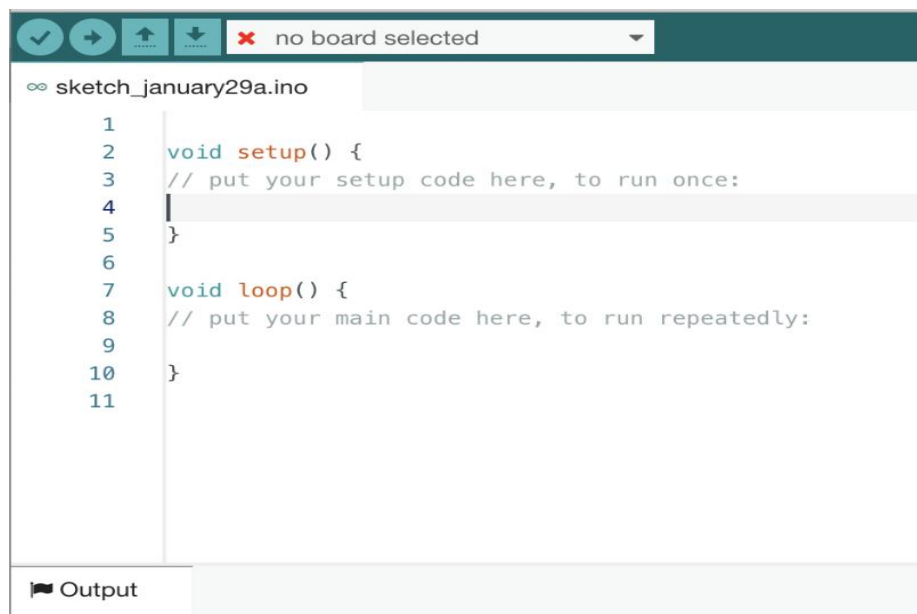 no board selected
sketch_january29a.ino
1
2 void setup() {
3 // put your setup code here, to run once:
4
5 }
6
7 void loop() {
8 // put your main code here, to run repeatedly:
9
10 }
11
Output